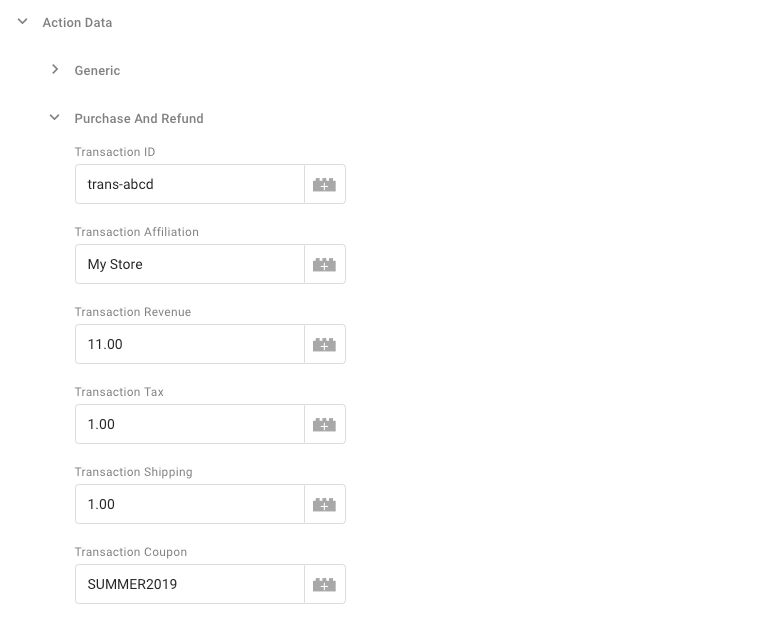 Action Data
Generic
Purchase And Refund
Transaction ID
trans-abcd
Transaction Affiliation
My Store
Transaction Revenue
11.00
Transaction Tax
1.00
Transaction Shipping
1.00
Transaction Coupon
SUMMER2019